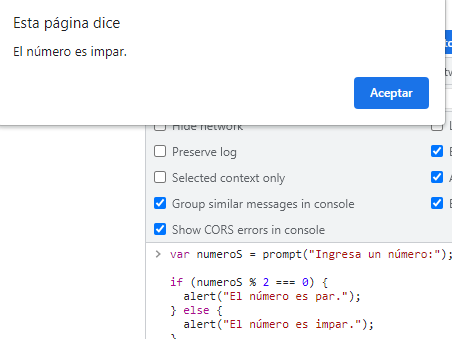 Esta página dice
El número es impar.
Aceptar
Hide network
Preserve log
Selected context only
Group similar messages in console
Show CORS errors in console
> var numeroS = prompt("Ingresa un número:");
if (numeroS % 2 === 0) {
alert("El número es par.");
} else {
alert("El número es impar.");
}